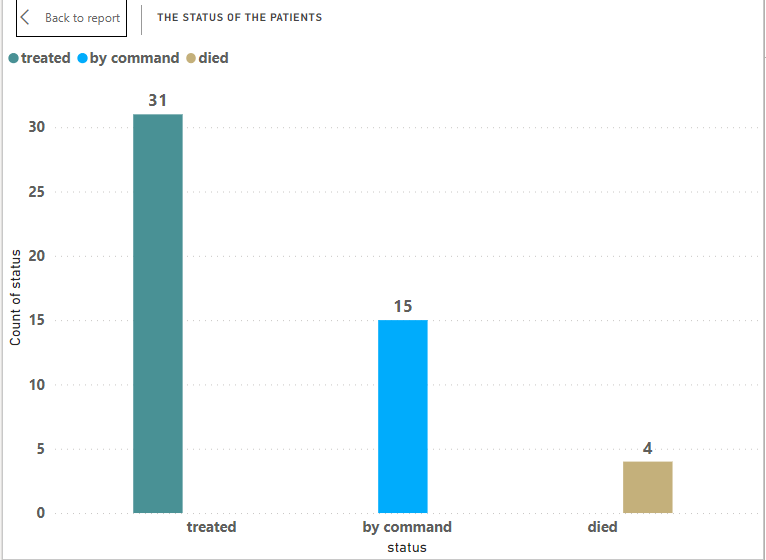 Back to report
THE STATUS OF THE PATIENTS
treated by command died
31
30
25
20
15
15
10
5
4
0
Count of status
treated by command died
status